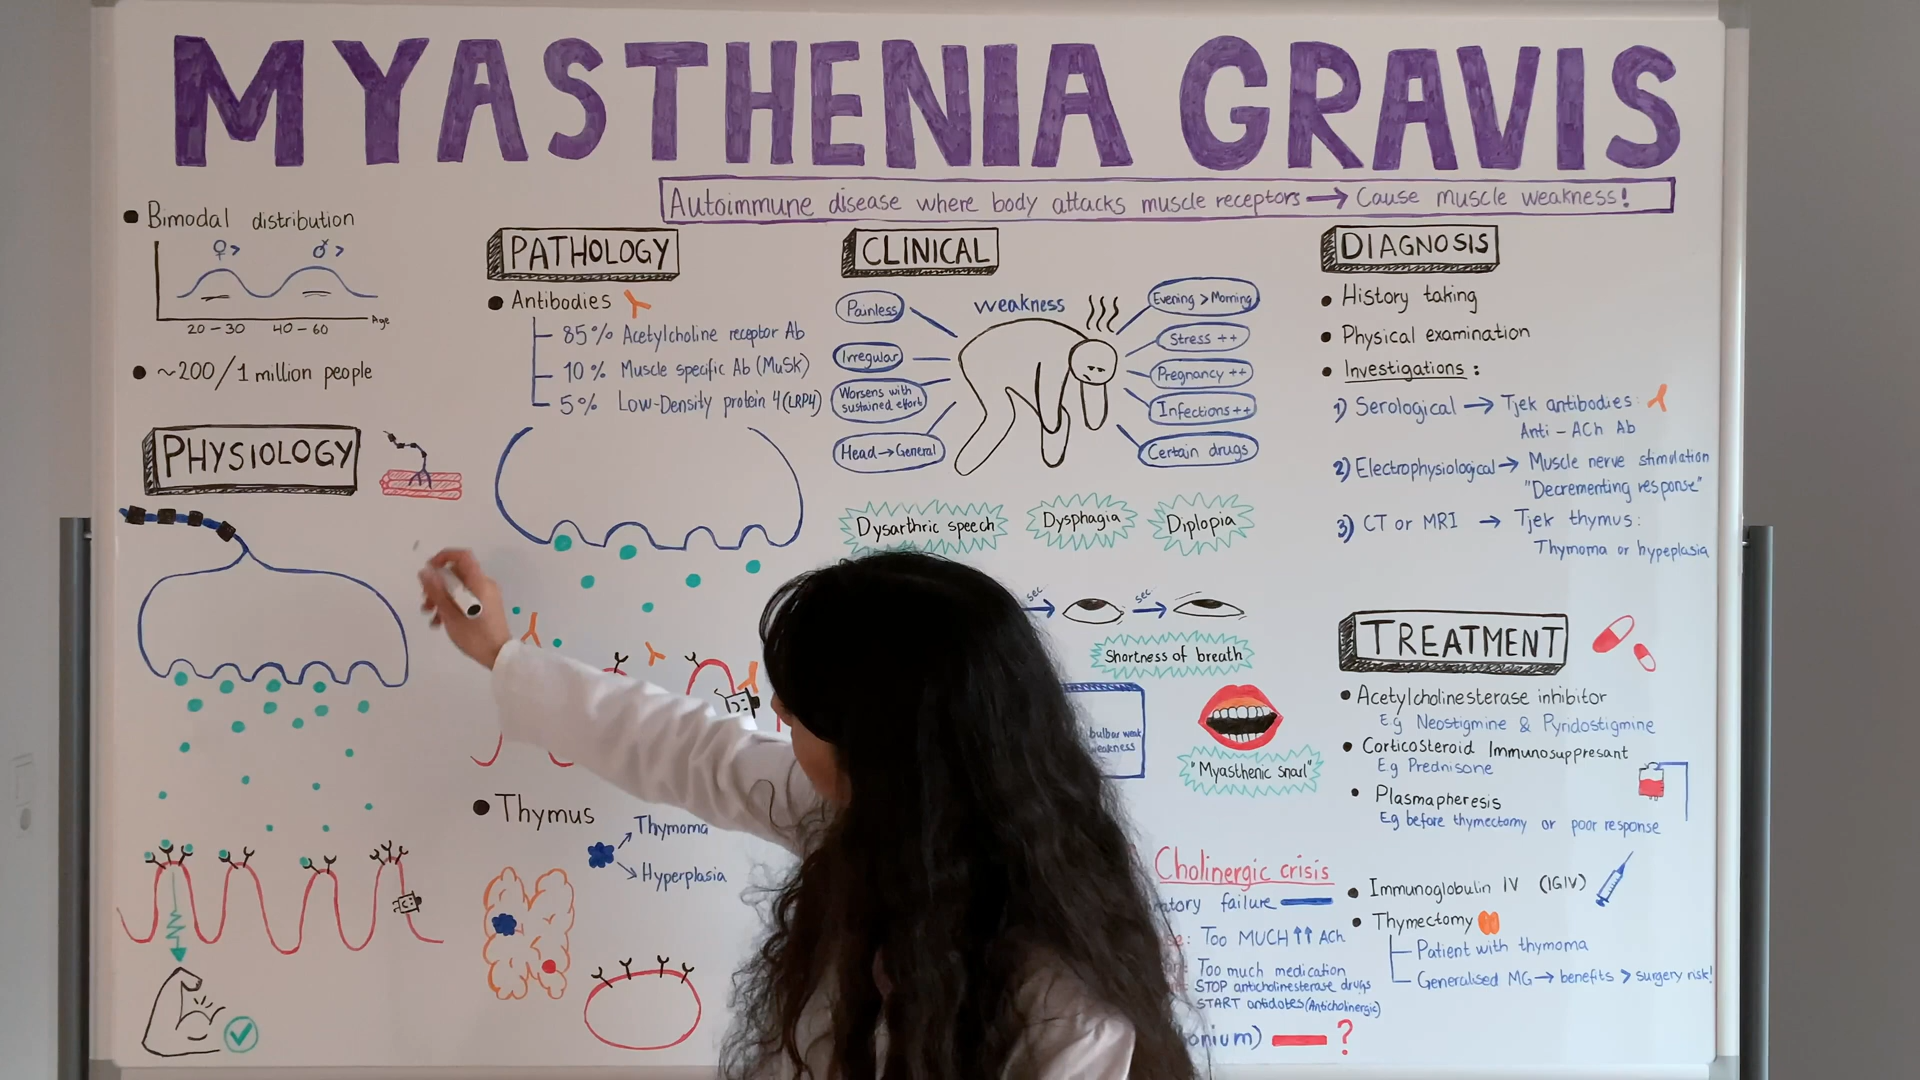 MYASTHENIA GRAVIS
Autoimmune disease where body attacks muscle receptors → Cause muscle weakness!
• Bimodal distribution
♀> ♂>
20-30 40-60 Age
• ~200/1 million people
PHYSIOLOGY
PATHOLOGY
• Antibodies
85% Acetylcholine receptor Ab
10% Muscle specific Ab (MuSk)
5% Low-Density protein 4 (LRP4)
• Thymus
Thymoma
Hyperplasia
CLINICAL
weakness
Painless
Irregular
Worsens with
sustained effort
Head → General
Evening > Morning
Stress ++
Pregnancy ++
Infections ++
Certain drugs
Dysarthric speech
Dysphagia
Diplopia
sec
sec
Shortness of breath
bulbar weak
weakness
"Myasthenic snarl"
Cholinergic crisis
failure
Too MUCH ↑↑ ACh
Too much medication
STOP anticholinesterase drugs
START antidotes (Anticholinergic)
?
DIAGNOSIS
• History taking
• Physical examination
• Investigations:
1) Serological → Tjek antibodies:
Anti-ACh Ab
2) Electrophysiological → Muscle nerve stimulation
"Decrementing response"
3) CT or MRI → Tjek thymus:
Thymoma or hypeplasia
TREATMENT
• Acetylcholinesterase inhibitor
E.g Neostigmine & Pyridostigmine
• Corticosteroid Immunosuppresant
E.g Prednisone
• Plasmapheresis
Eg before thymectomy or poor response
• Immunoglobulin IV (IGIV)
• Thymectomy
Patient with thymoma
Generalised MG → benefits > surgery risk!